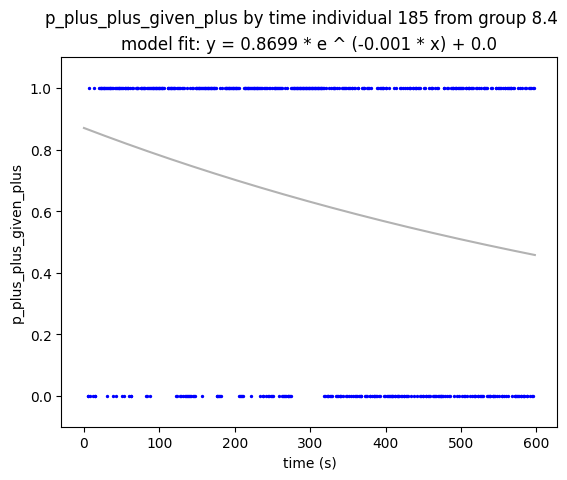 p_plus_plus_given_plus by time individual 185 from group 8.4
model fit: y = 0.8699 * e ^ (-0.001 * x) + 0.0
p_plus_plus_given_plus
1.0
0.8
0.6
0.4
0.2
0.0
0 100 200 300 400 500 600
time (s)